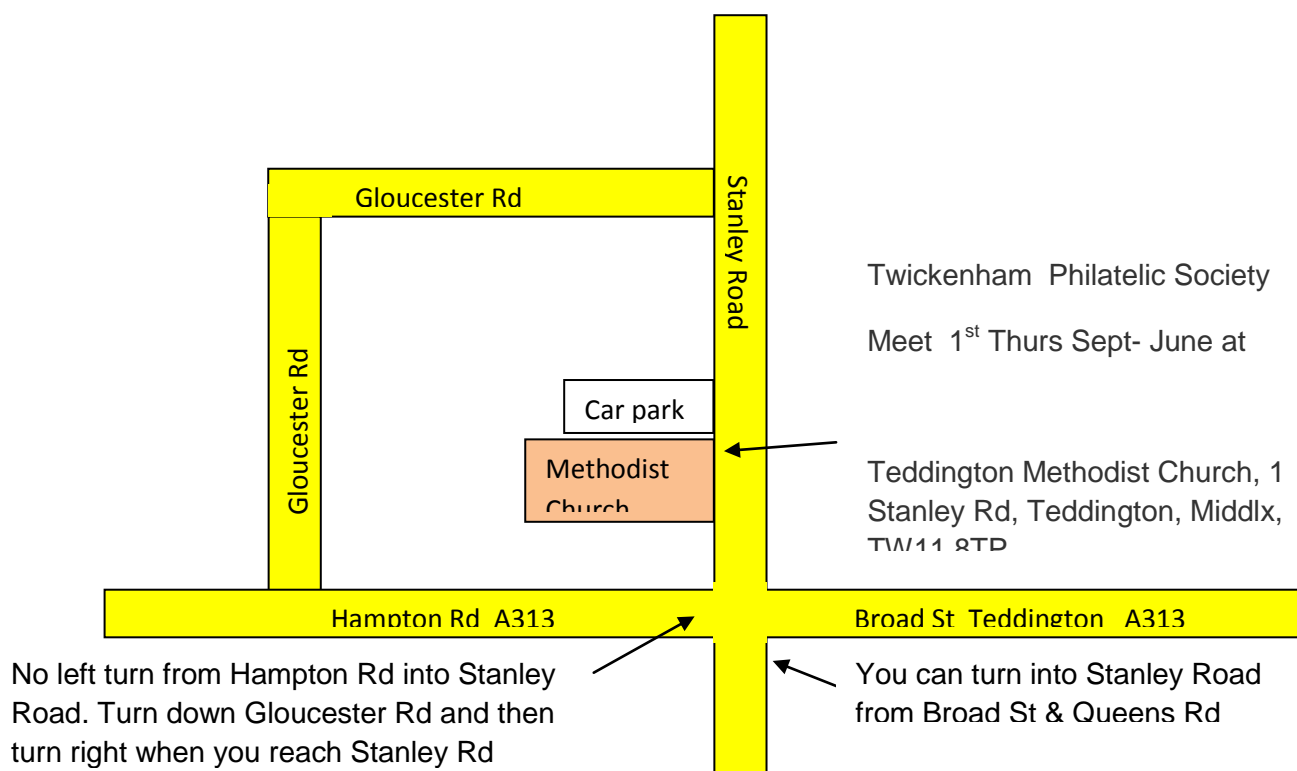 Gloucester Rd
Stanley Road
Twickenham Philatelic Society
Meet 1st Thurs Sept- June at
Gloucester Rd
Car park
Methodist
Church
Teddington Methodist Church, 1
Stanley Rd, Teddington, Middlx,
TW11 8TP
Hampton Rd A313
Broad St Teddington A313
No left turn from Hampton Rd into Stanley
Road. Turn down Gloucester Rd and then
turn right when you reach Stanley Rd
You can turn into Stanley Road
from Broad St & Queens Rd